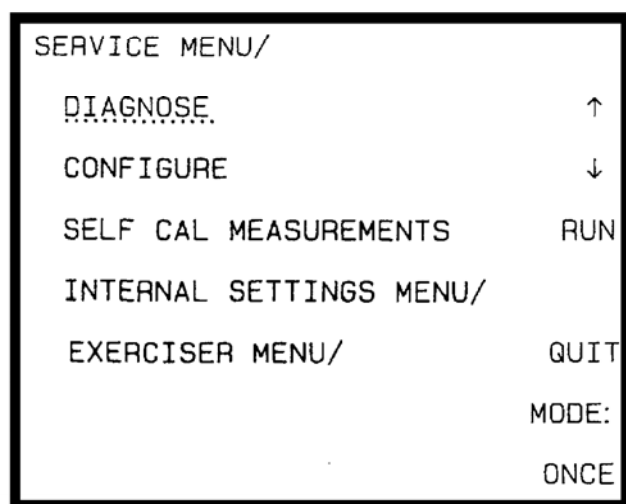 SERVICE MENU/
DIAGNOSE ↑
CONFIGURE ↓
SELF CAL MEASUREMENTS RUN
INTERNAL SETTINGS MENU/
EXERCISER MENU/ QUIT
MODE:
ONCE